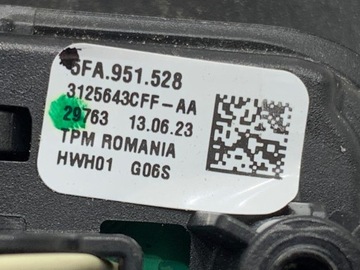 5FA.951.528
3125643CFF-AA
29763 13.06.23
TPM ROMANIA
HWH01 G06S